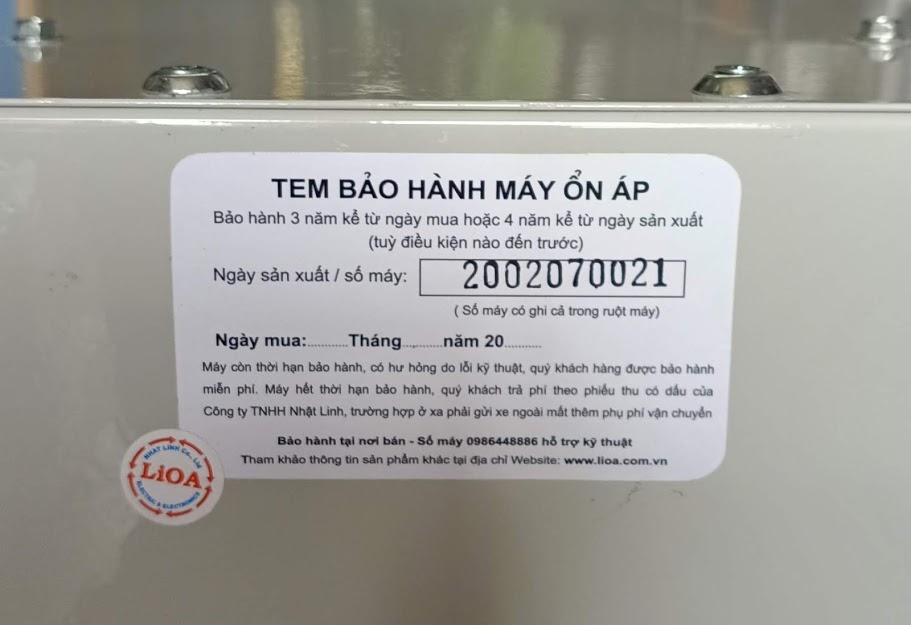 TEM BẢO HÀNH MÁY ỔN ÁP
Bảo hành 3 năm kể từ ngày mua hoặc 4 năm kể từ ngày sản xuất
(tuỳ điều kiện nào đến trước)
Ngày sản xuất / số máy: 2002070021
( Số máy có ghi cả trong ruột máy)
Ngày mua:..........Tháng..........năm 20..........
Máy còn thời hạn bảo hành, có hư hỏng do lỗi kỹ thuật, quý khách hàng được bảo hành
miễn phí. Máy hết thời hạn bảo hành, quý khách trả phí theo phiếu thu có dấu của
Công ty TNHH Nhật Linh, trường hợp ở xa phải gửi xe ngoài mất thêm phụ phí vận chuyển
Bảo hành tại nơi bán - Số máy 0986448886 hỗ trợ kỹ thuật
Tham khảo thông tin sản phẩm khác tại địa chỉ Website: www.lioa.com.vn
NHAT LINH Co., Ltd
LiOA
ELECTRIC & ELECTRONICS